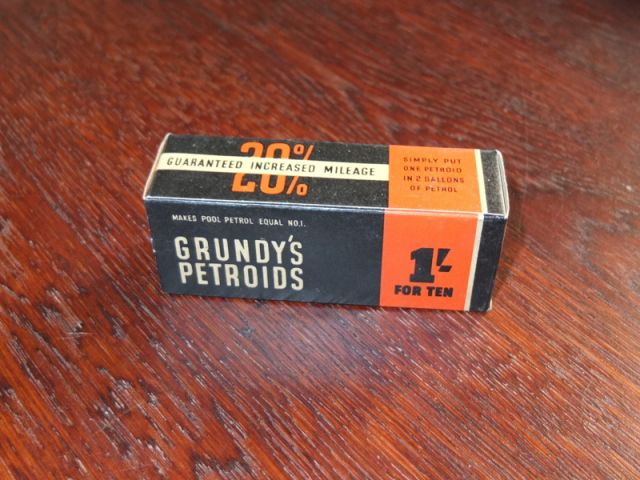 20%
GUARANTEED INCREASED MILEAGE
SIMPLY PUT
ONE PETROID
IN 2 GALLONS
OF PETROL
MAKES POOL PETROL EQUAL NO.1.
GRUNDY'S
PETROIDS
1/-
FOR TEN